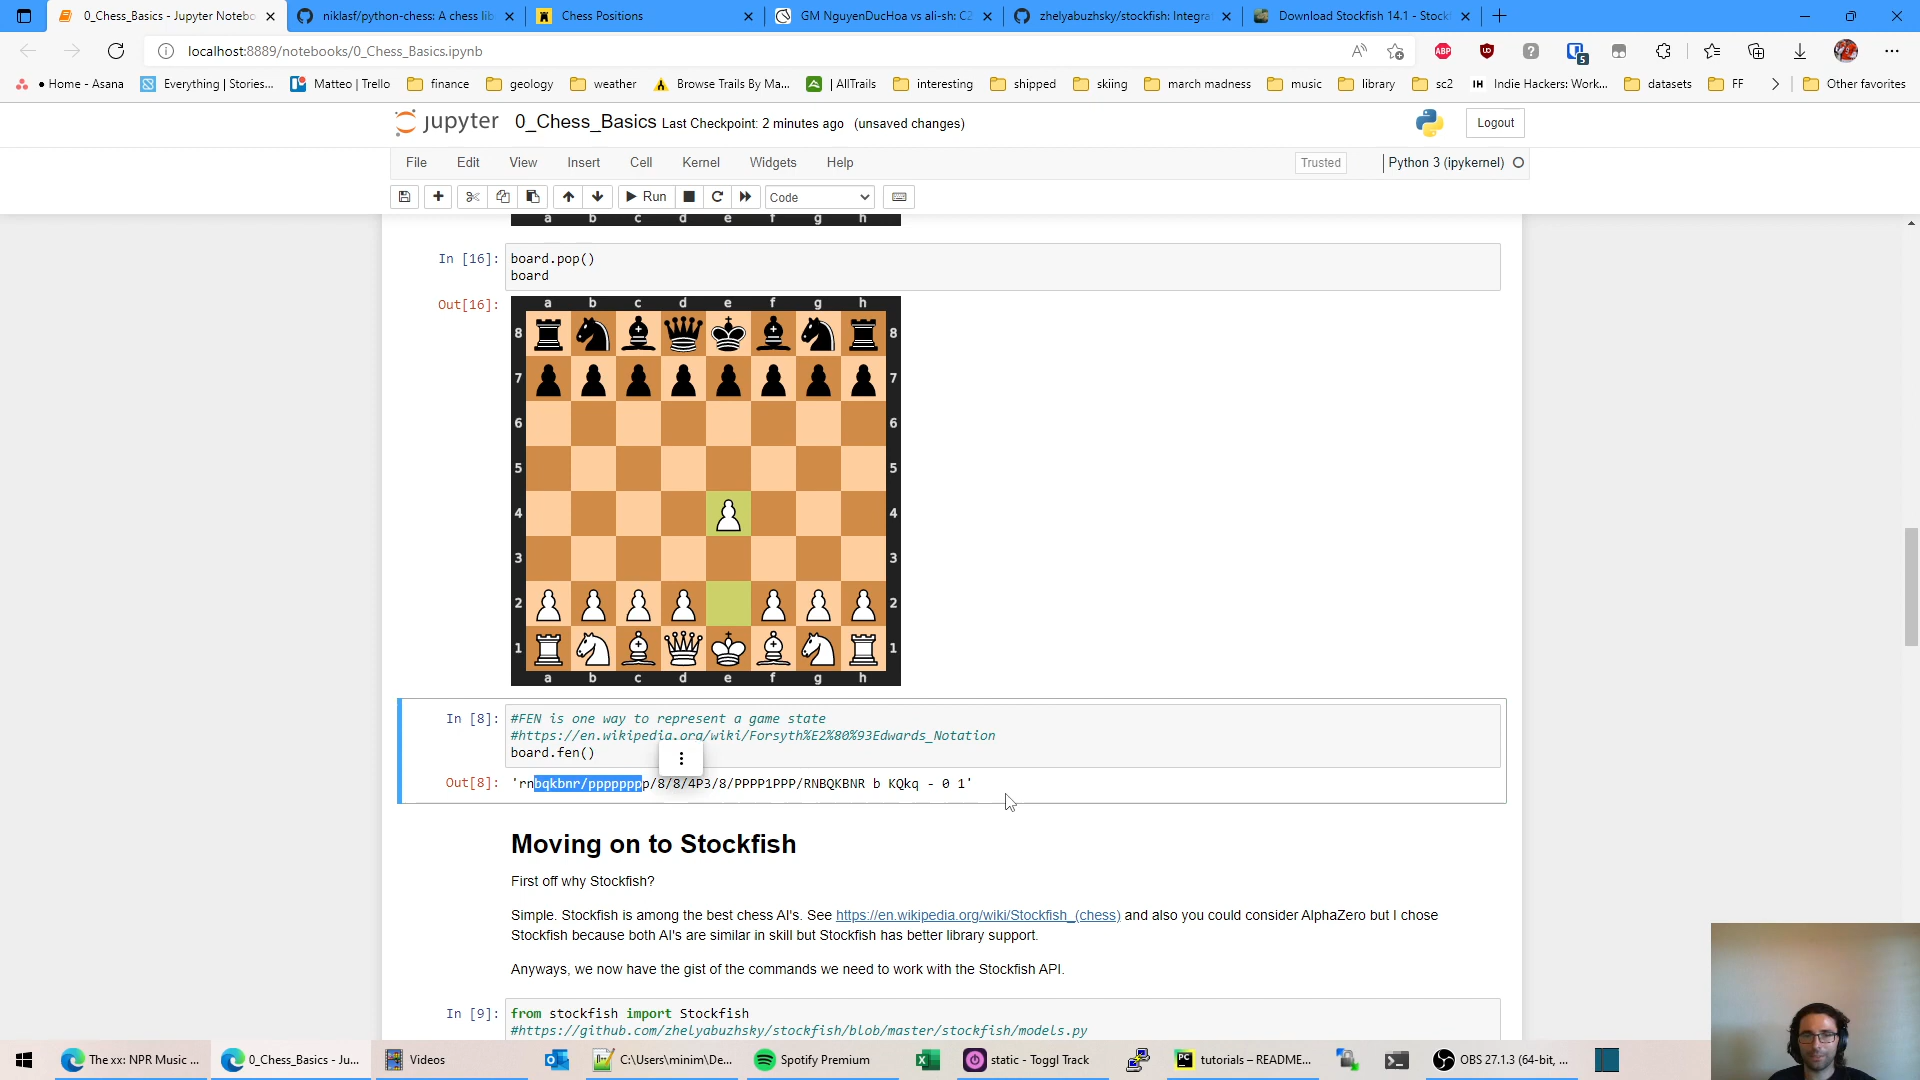 0_Chess_Basics - Jupyter Notebo
niklasf/python-chess: A chess lib
Chess Positions
GM NguyenDucHoa vs ali-sh: C2
zhelyabuzhsky/stockfish: Integra
Download Stockfish 14.1 - Stock
localhost:8889/notebooks/0_Chess_Basics.ipynb
Home - Asana
Everything | Stories...
Matteo | Trello
finance
geology
weather
Browse Trails By Ma...
| AllTrails
interesting
shipped
skiing
march madness
music
library
sc2
Indie Hackers: Work...
datasets
FF
Other favorites
jupyter 0_Chess_Basics Last Checkpoint: 2 minutes ago (unsaved changes)
Logout
File Edit View Insert Cell Kernel Widgets Help
Trusted
Python 3 (ipykernel)
Run
Code
a b c d e f g h
In [16]: board.pop()
board
Out[16]:
a b c d e f g h
8 8
7 7
6 6
5 5
4 4
3 3
2 2
1 1
a b c d e f g h
In [8]: #FEN is one way to represent a game state
#https://en.wikipedia.org/wiki/Forsyth%E2%80%93Edwards_Notation
board.fen()
Out[8]: 'rnbqkbnr/pppppppp/8/8/4P3/8/PPPP1PPP/RNBQKBNR b KQkq - 0 1'
Moving on to Stockfish
First off why Stockfish?
Simple. Stockfish is among the best chess AI's. See https://en.wikipedia.org/wiki/Stockfish_(chess) and also you could consider AlphaZero but I chose
Stockfish because both AI's are similar in skill but Stockfish has better library support.
Anyways, we now have the gist of the commands we need to work with the Stockfish API.
In [9]: from stockfish import Stockfish
#https://github.com/zhelyabuzhsky/stockfish/blob/master/stockfish/models.py
The xx: NPR Music ...
0_Chess_Basics - Ju...
Videos
C:\Users\minim\De...
Spotify Premium
static - Toggl Track
tutorials – README...
OBS 27.1.3 (64-bit, ...